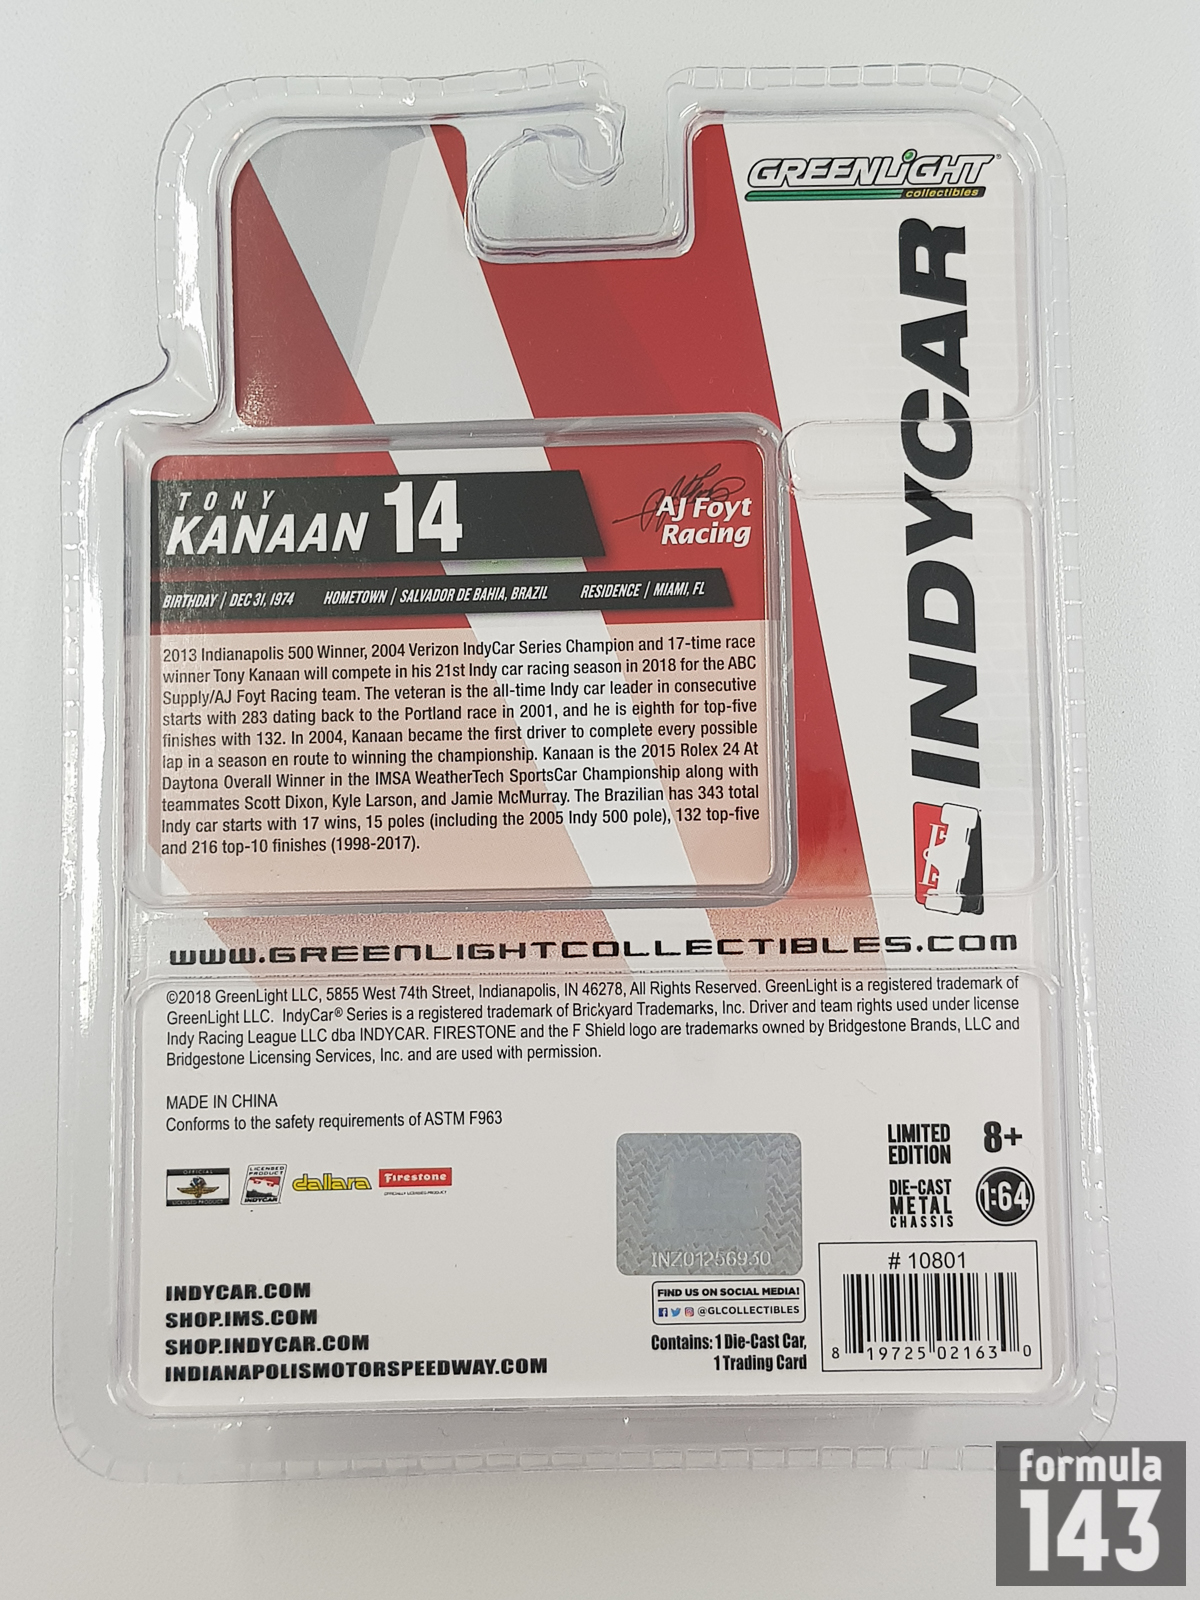 GREENLIGHT®
collectibles
INDYCAR
TONY
KANAAN 14
AJ Foyt
Racing
BIRTHDAY / DEC 31, 1974 HOMETOWN / SALVADOR DE BAHIA, BRAZIL RESIDENCE / MIAMI, FL
2013 Indianapolis 500 Winner, 2004 Verizon IndyCar Series Champion and 17-time race
winner Tony Kanaan will compete in his 21st Indy car racing season in 2018 for the ABC
Supply/AJ Foyt Racing team. The veteran is the all-time Indy car leader in consecutive
starts with 283 dating back to the Portland race in 2001, and he is eighth for top-five
finishes with 132. In 2004, Kanaan became the first driver to complete every possible
lap in a season en route to winning the championship. Kanaan is the 2015 Rolex 24 At
Daytona Overall Winner in the IMSA WeatherTech SportsCar Championship along with
teammates Scott Dixon, Kyle Larson, and Jamie McMurray. The Brazilian has 343 total
Indy car starts with 17 wins, 15 poles (including the 2005 Indy 500 pole), 132 top-five
and 216 top-10 finishes (1998-2017).
WWW.GREENLIGHTCOLLECTIBLES.COM
©2018 GreenLight LLC, 5855 West 74th Street, Indianapolis, IN 46278, All Rights Reserved. GreenLight is a registered trademark of
GreenLight LLC. IndyCar® Series is a registered trademark of Brickyard Trademarks, Inc. Driver and team rights used under license
Indy Racing League LLC dba INDYCAR. FIRESTONE and the F Shield logo are trademarks owned by Bridgestone Brands, LLC and
Bridgestone Licensing Services, Inc. and are used with permission.
MADE IN CHINA
Conforms to the safety requirements of ASTM F963
OFFICIAL
LICENSED PRODUCT
LICENSED
PRODUCT
INDYCAR
dallara
Firestone
OFFICIALLY LICENSED PRODUCT
INZ01256930
LIMITED
EDITION
8+
DIE-CAST
METAL
CHASSIS
1:64
# 10801
8 19725 02163 0
FIND US ON SOCIAL MEDIA!
@GLCOLLECTIBLES
Contains: 1 Die-Cast Car,
1 Trading Card
INDYCAR.COM
SHOP.IMS.COM
SHOP.INDYCAR.COM
INDIANAPOLISMOTORSPEEDWAY.COM
formula
143